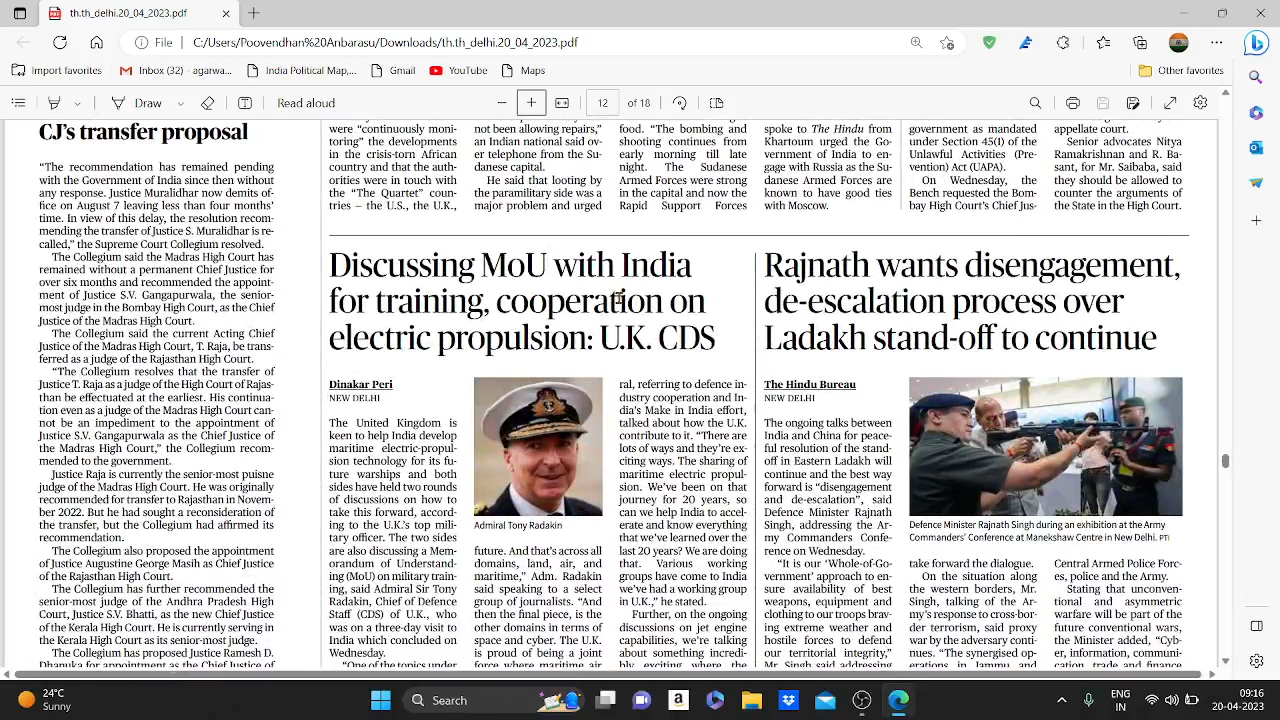 th.th_delhi.20_04_2023.pdf
File
C:/Users/Poovendhan%20Anbarasu/Downloads/th.th_delhi.20_04_2023.pdf
Import favorites
Inbox (32) - agarwa...
India Political Map,...
Gmail
YouTube
Maps
Other favorites
Draw
Read aloud
12
of 18
CJ's transfer proposal
"The recommendation has remained pending
with the Government of India since then without
any response. Justice Muralidhar now demits of-
fice on August 7 leaving less than four months'
time. In view of this delay, the resolution recom-
mending the transfer of Justice S. Muralidhar is re-
called," the Supreme Court Collegium resolved.
The Collegium said the Madras High Court has
remained without a permanent Chief Justice for
over six months and recommended the appoint-
ment of Justice S.V. Gangapurwala, the senior-
most judge in the Bombay High Court, as the Chief
Justice of the Madras High Court.
The Collegium said the current Acting Chief
Justice of the Madras High Court, T. Raja, be trans-
ferred as a judge of the Rajasthan High Court.
"The Collegium resolves that the transfer of
Justice T. Raja as a judge of the High Court of Rajas-
than be effectuated at the earliest. His continua-
tion even as a judge of the Madras High Court can-
not be an impediment to the appointment of
Justice S.V. Gangapurwala as the Chief Justice of
the Madras High Court," the Collegium recom-
mended to the government.
Justice Raja is currently the senior-most puisne
judge of the Madras High Court. He was originally
recommended for transfer to Rajasthan in Novem-
ber 2022. But he had sought a reconsideration of
the transfer, but the Collegium had affirmed its
recommendation.
The Collegium also proposed the appointment
of Justice Augustine George Masih as Chief Justice
of the Rajasthan High Court.
The Collegium has further recommended the
senior-most judge of the Andhra Pradesh High
Court, Justice S.V. Bhatti, as the new Chief Justice
of the Kerala High Court. He is currently serving in
the Kerala High Court as its senior-most judge.
The Collegium has proposed Justice Ramesh D.
Dhanuka for appointment as the Chief Justice of
were "continuously moni-
toring" the developments
in the crisis-torn African
country and that the au-
thorities were in touch with
the "The Quartet" coun-
tries – the U.S., the U.K.,
not been allowing repairs,"
an Indian national said ov-
er telephone from the Su-
danese capital.
He said that looting by
the paramilitary side was a
major problem and urged
food. "The bombing and
shooting continues from
early morning till late
night. The Sudanese
Armed Forces were strong
in the capital and now the
Rapid Support Forces
spoke to The Hindu from
Khartoum urged the Go-
vernment of India to en-
gage with Russia as the Su-
danese Armed Forces are
known to have good ties
with Moscow.
government as mandated
under Section 45(1) of the
Unlawful Activities (Pre-
vention) Act (UAPA).
On Wednesday, the
Bench requested the Bom-
bay High Court's Chief Jus-
appellate court.
Senior advocates Nitya
Ramakrishnan and R. Ba-
sant, for Mr. Saibaba, said
they should be allowed to
counter the arguments of
the State in the High Court.
Discussing MoU with India
for training, cooperation on
electric propulsion: U.K. CDS
Dinakar Peri
NEW DELHI
The United Kingdom is
keen to help India develop
maritime electric-propul-
sion technology for its fu-
ture warships and both
sides have held two rounds
of discussions on how to
take this forward, accord-
ing to the U.K.'s top mili-
tary officer. The two sides
are also discussing a Mem-
orandum of Understand-
ing (MoU) on military train-
ing, said Admiral Sir Tony
Radakin, Chief of Defence
Staff (CDS) of U.K., who
was on a three-day visit to
India which concluded on
Wednesday.
"One of the topics under
Admiral Tony Radakin
future. And that's across all
domains, land, air, and
maritime," Adm. Radakin
said speaking to a select
group of journalists. "And
then the final piece, is the
other domains in terms of
space and cyber. The U.K.
is proud of being a joint
force where maritime air
ral, referring to defence in-
dustry cooperation and In-
dia's Make in India effort,
talked about how the U.K.
contribute to it. "There are
lots of ways and they're ex-
citing ways. The sharing of
maritime electric propul-
sion. We've been on that
journey for 20 years, so
can we help India to accel-
erate and know everything
that we've learned over the
last 20 years? We are doing
that. Various working
groups have come to India
we've had a working group
in U.K.," he stated.
Further, on the ongoing
discussions on jet engine
capabilities, we're talking
about something incredi-
bly exciting where the
Rajnath wants disengagement,
de-escalation process over
Ladakh stand-off to continue
The Hindu Bureau
NEW DELHI
The ongoing talks between
India and China for peace-
ful resolution of the stand-
off in Eastern Ladakh will
continue and the best way
forward is "disengagement
and de-escalation", said
Defence Minister Rajnath
Singh, addressing the Ar-
my Commanders Confe-
rence on Wednesday.
"It is our 'Whole-of-Go-
vernment' approach to en-
sure availability of best
weapons, equipment and
clothing to our troops brav-
ing extreme weather and
hostile forces to defend
our territorial integrity,"
Mr. Singh said addressing
Defence Minister Rajnath Singh during an exhibition at the Army
Commanders' Conference at Manekshaw Centre in New Delhi. PTI
take forward the dialogue.
On the situation along
the western borders, Mr.
Singh, talking of the Ar-
my's response to cross-bor-
der terrorism, said proxy
war by the adversary conti-
nues. "The synergised op-
erations in Jammu and
Central Armed Police Forc-
es, police and the Army.
Stating that unconven-
tional and asymmetric
warfare will be part of the
future conventional wars,
the Minister added, "Cyb-
er, information, communi-
cation, trade and finance
24°C
Sunny
Search
ENG
IN
09:16
20-04-2023